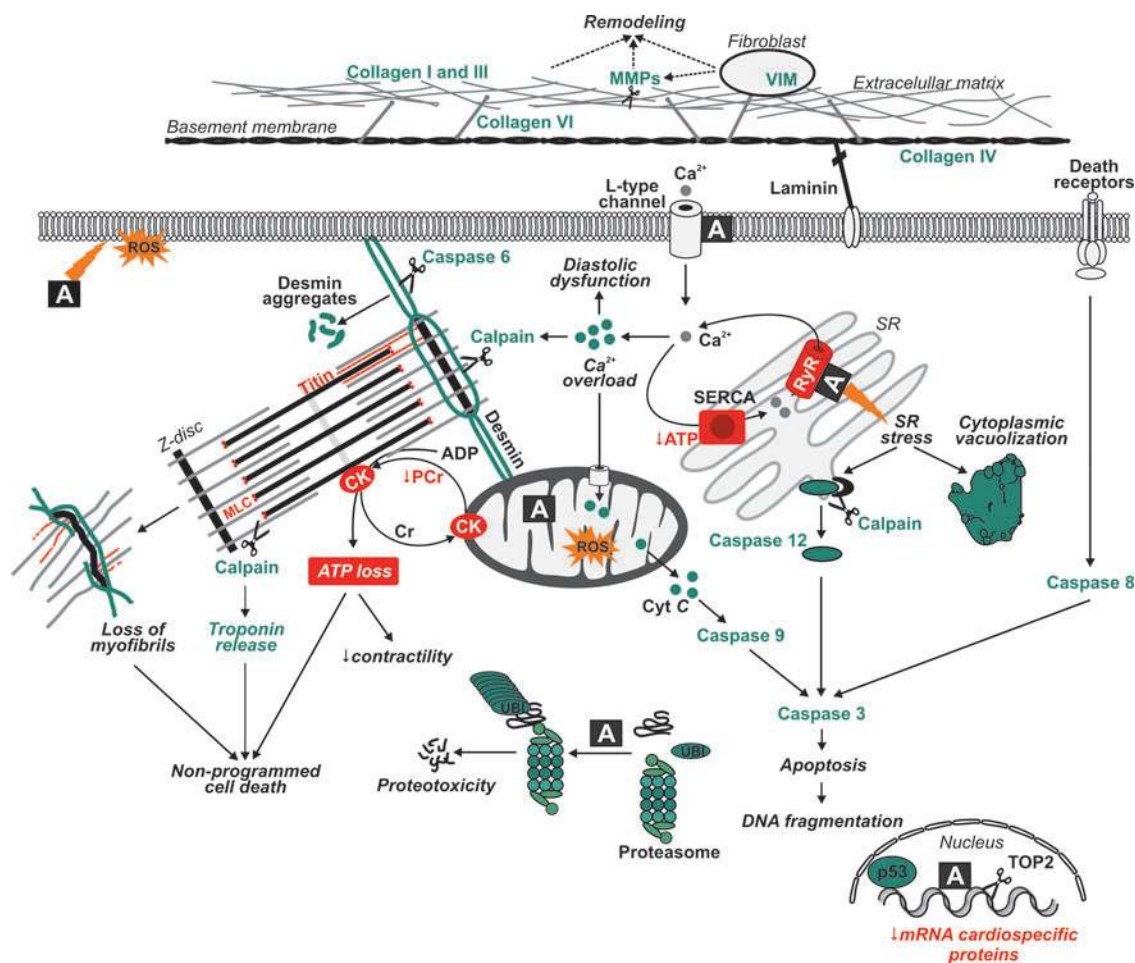 Remodeling
Fibroblast
Collagen I and III
MMPs
VIM
Extracelullar matrix
Collagen VI
Basement membrane
Collagen IV
Ca2+
L-type
channel
A
Laminin
Death
receptors
ROS
A
Caspase 6
Desmin
aggregates
Diastolic
dysfunction
Calpain
Ca2+
overload
Ca2+
SR
RyR
A
SERCA
↓ATP
SR
stress
Cytoplasmic
vacuolization
Titin
Z-disc
Desmin
MLC
ADP
↓PCr
CK
Cr
CK
A
ROS
Calpain
Caspase 12
Calpain
ATP loss
Cyt C
Caspase 9
Caspase 8
Loss of
myofibrils
Troponin
release
↓contractility
Caspase 3
UBI
A
UBI
Proteotoxicity
Non-programmed
cell death
Proteasome
Apoptosis
DNA fragmentation
Nucleus
p53
A
TOP2
↓mRNA cardiospecific
proteins